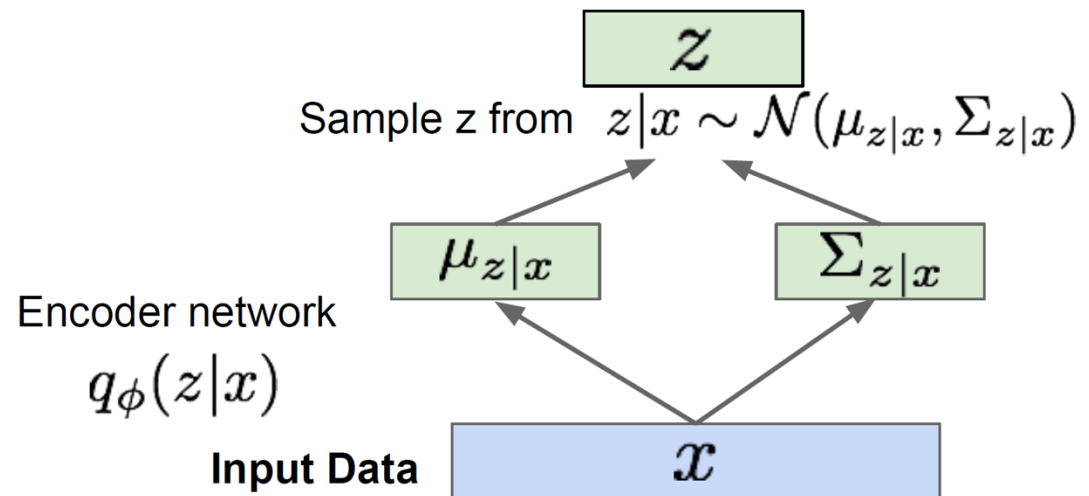 z
Sample z from z|x ~ 𝒩(μ_{z|x}, Σ_{z|x})
μ_{z|x} Σ_{z|x}
Encoder network
q_ϕ(z|x)
Input Data x